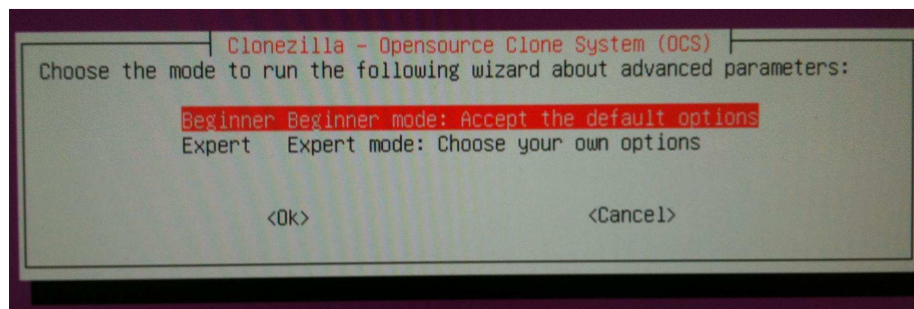 Clonezilla - Opensource Clone System (OCS)
Choose the mode to run the following wizard about advanced parameters:
Beginner Beginner mode: Accept the default options
Expert Expert mode: Choose your own options
<Ok> <Cancel>